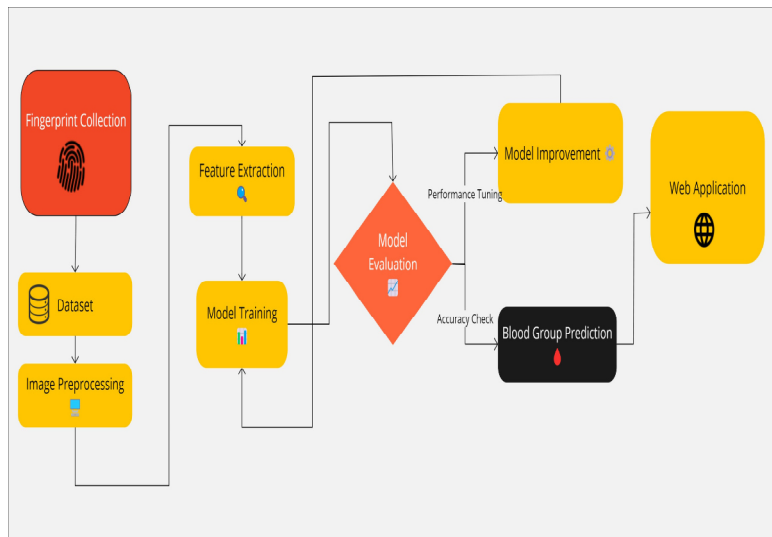 Fingerprint Collection
Dataset
Image Preprocessing
Feature Extraction
Model Training
Model
Evaluation
Performance Tuning
Accuracy Check
Model Improvement
Blood Group Prediction
Web Application